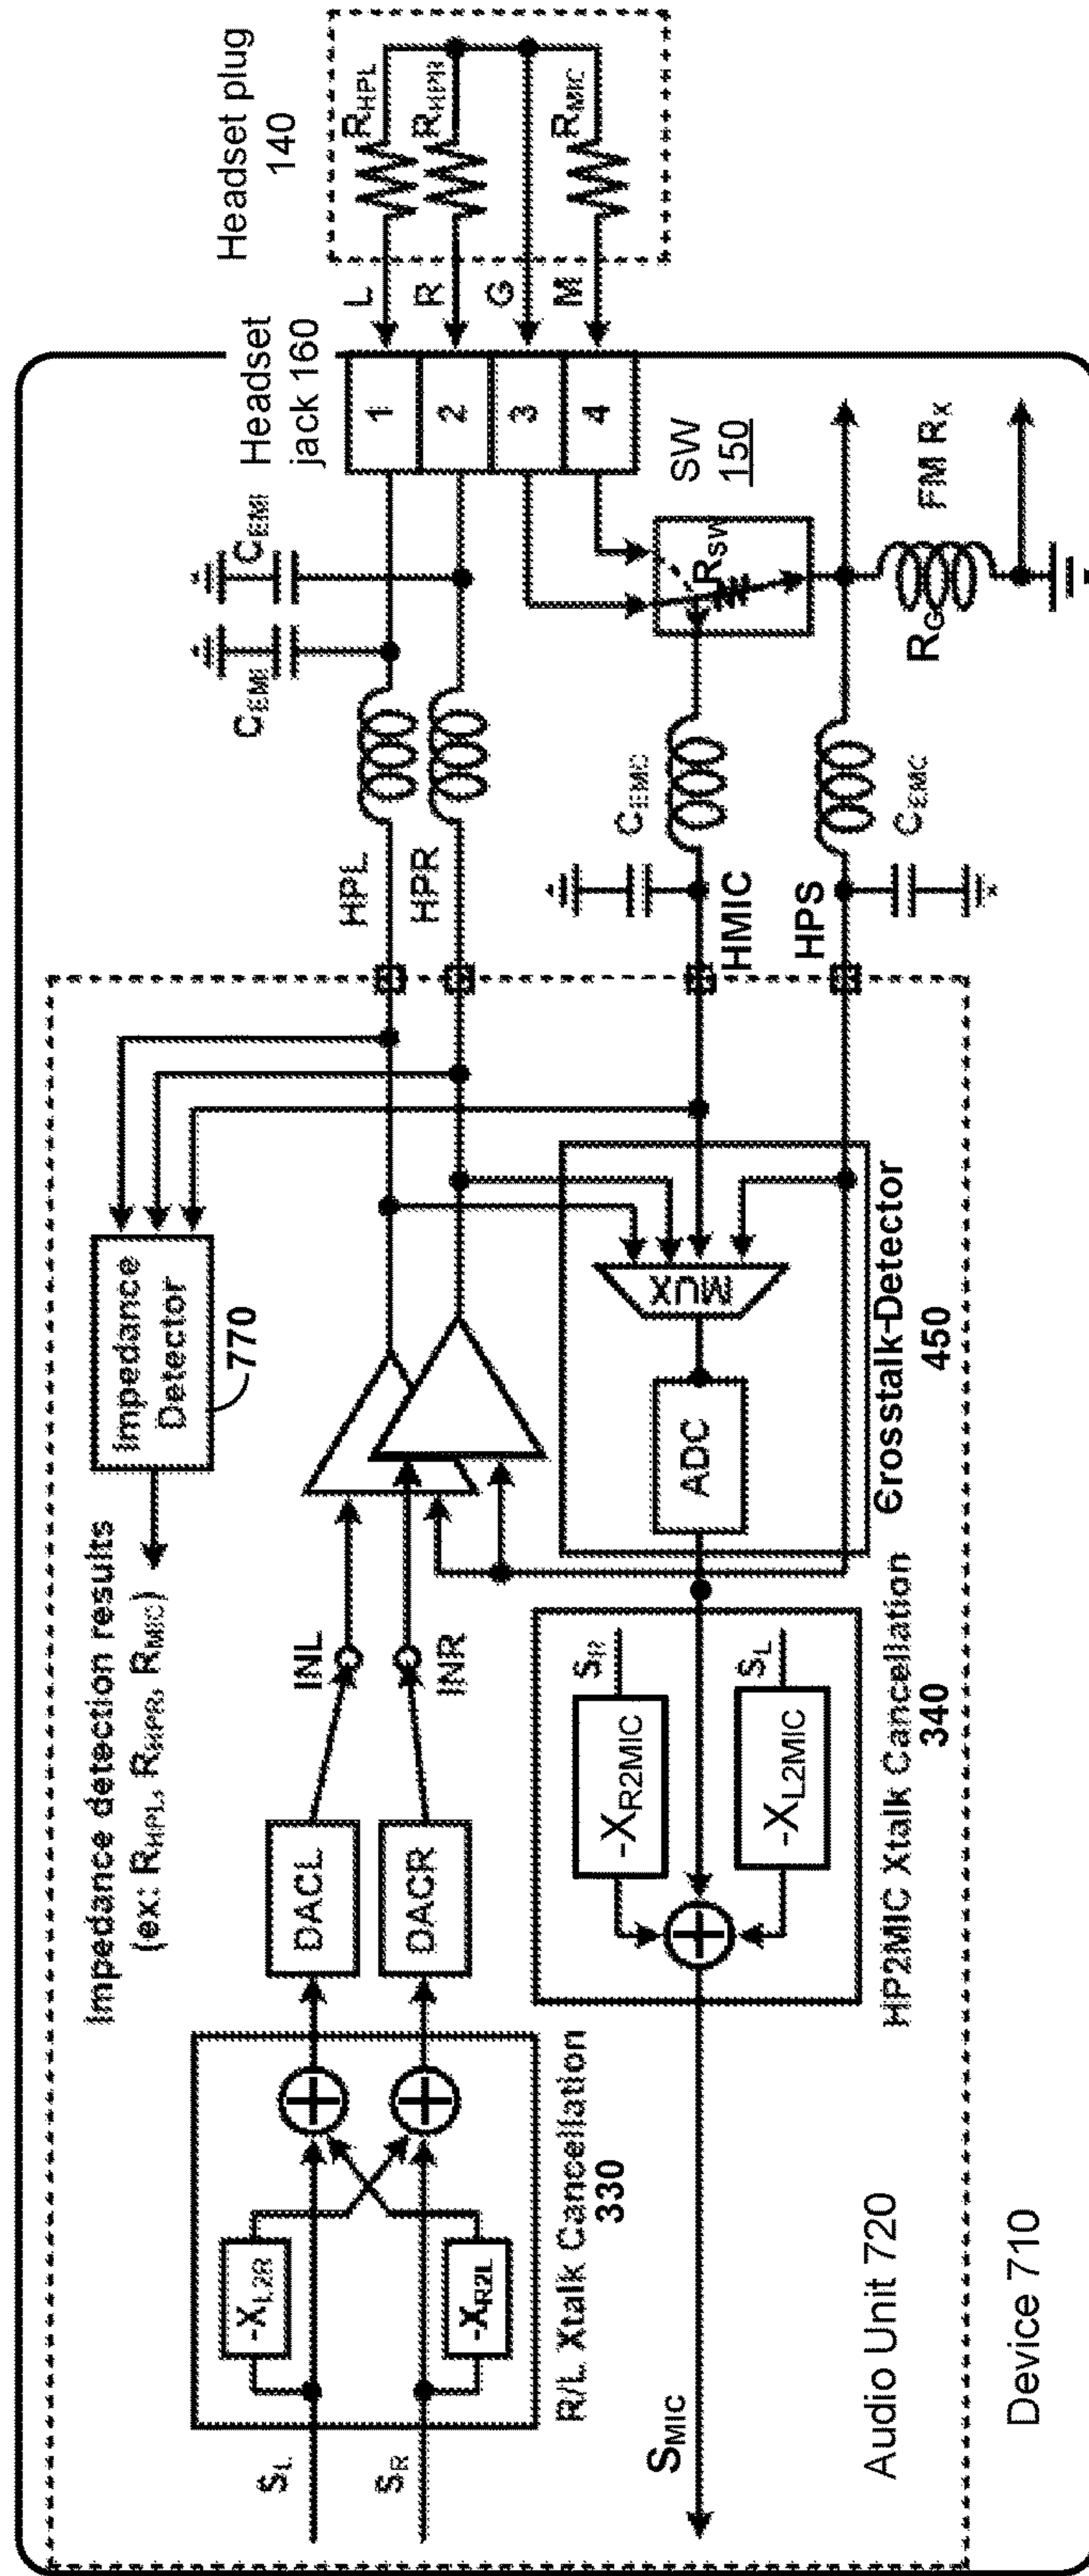 Headset plug
140
R_HPL
R_HPR
R_MIC
L
R
G
M
Headset
jack 160
1
2
3
4
C_EMI
C_EMI
SW
150
R_SW
FM R_X
R_G
C_EMC
C_EMC
HPL
HPR
HMIC
HPS
Impedance
Detector
770
Impedance detection results
(ex: R_HPL, R_HPR, R_MIC)
MUX
ADC
Crosstalk-Detector
450
INL
INR
DACL
DACR
S_R
S_L
-X_R2MIC
-X_L2MIC
HP2MIC Xtalk Cancellation
340
-X_L2R
-X_R2L
R/L Xtalk Cancellation
330
S_L
S_R
S_MIC
Audio Unit 720
Device 710